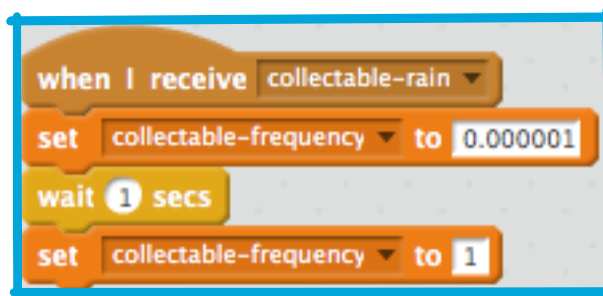 when I receive collectable-rain
set collectable-frequency to 0.000001
wait 1 secs
set collectable-frequency to 1